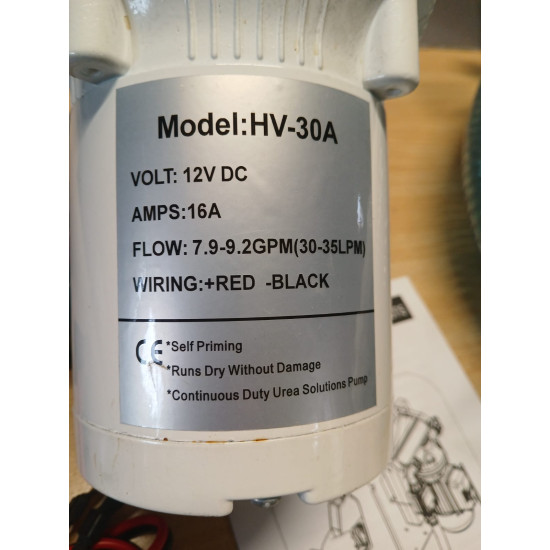 Model:HV-30A
VOLT: 12V DC
AMPS:16A
FLOW: 7.9-9.2GPM(30-35LPM)
WIRING:+RED -BLACK
CE *Self Priming
*Runs Dry Without Damage
*Continuous Duty Urea Solutions Pump